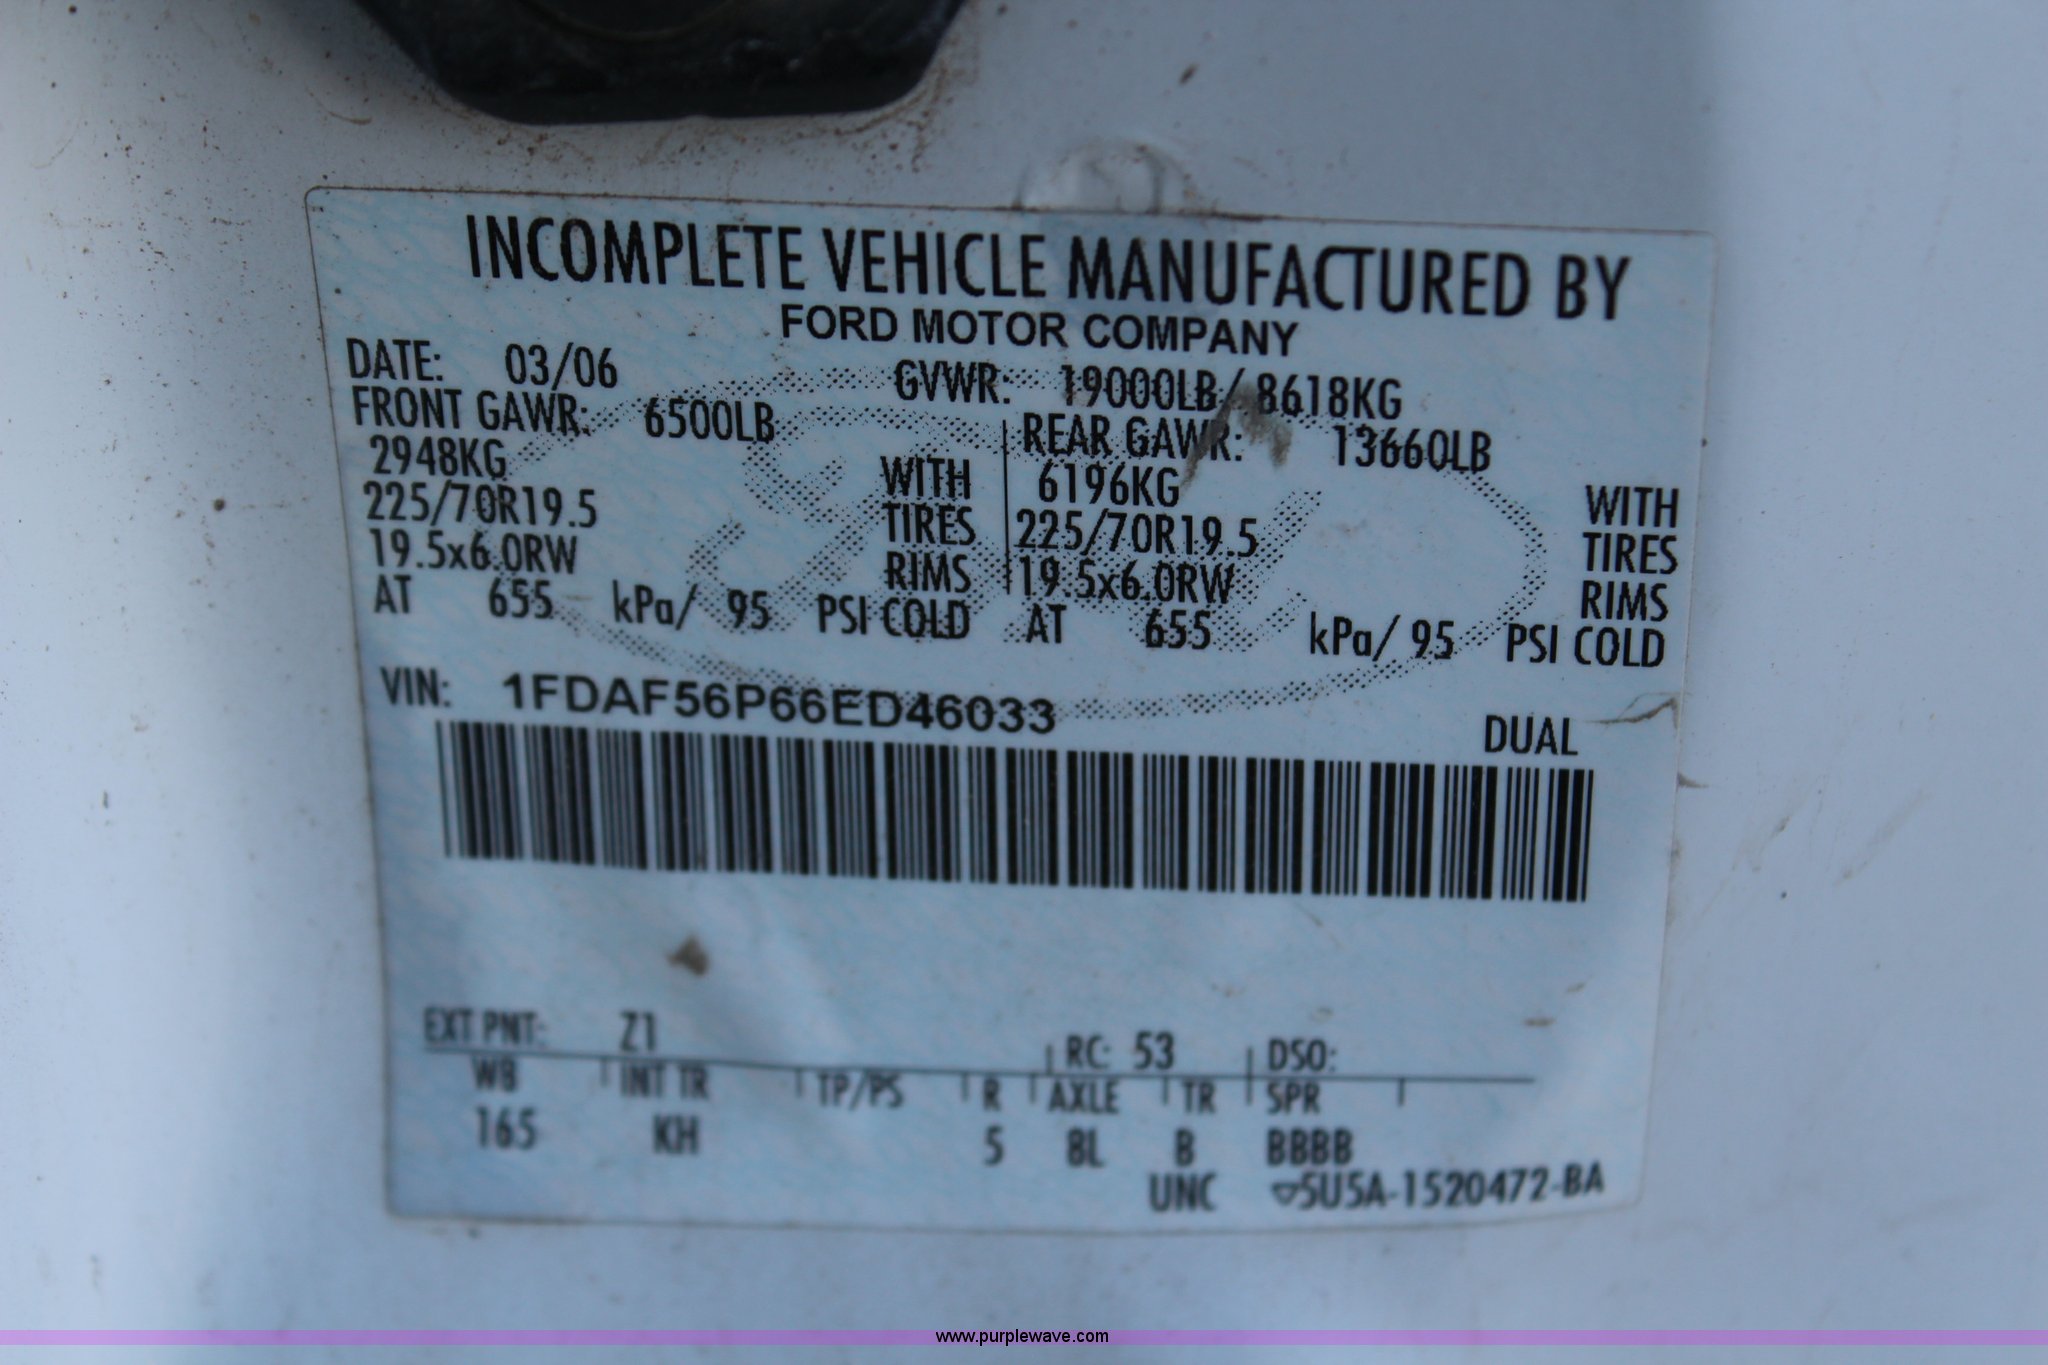 INCOMPLETE VEHICLE MANUFACTURED BY
FORD MOTOR COMPANY
DATE: 03/06 GVWR: 19000LB/ 8618KG
FRONT GAWR: 6500LB REAR GAWR: 13660LB
2948KG WITH 6196KG WITH
225/70R19.5 TIRES 225/70R19.5 TIRES
19.5x6.0RW RIMS 19.5x6.0RW RIMS
AT 655 kPa/ 95 PSI COLD AT 655 kPa/ 95 PSI COLD
VIN: 1FDAF56P66ED46033 DUAL
EXT PNT: Z1 RC: 53 DSO:
WB INT TR TP/PS R AXLE TR SPR
165 KH 5 8L B BBBB
UNC 5U5A-1520472-BA
www.purplewave.com